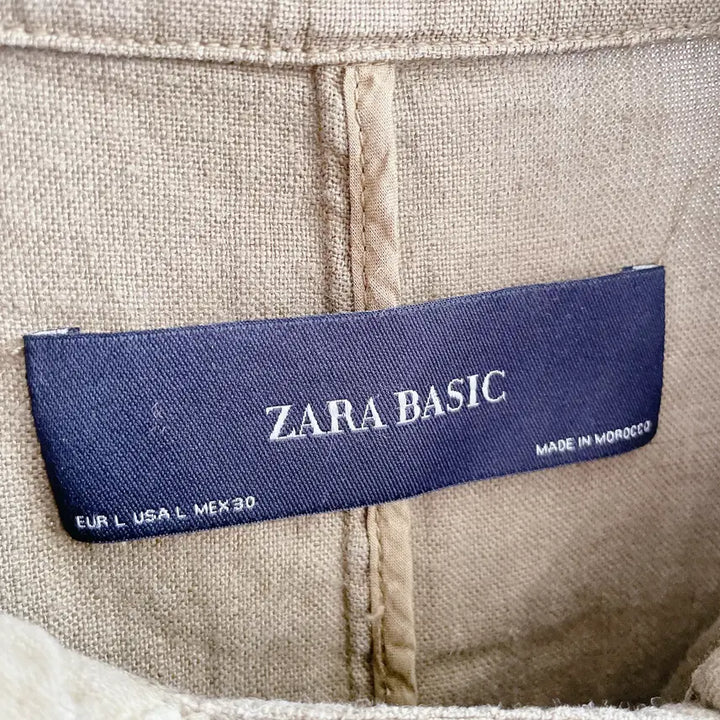 ZARA BASIC
MADE IN MOROCCO
EUR L USA L MEX 30